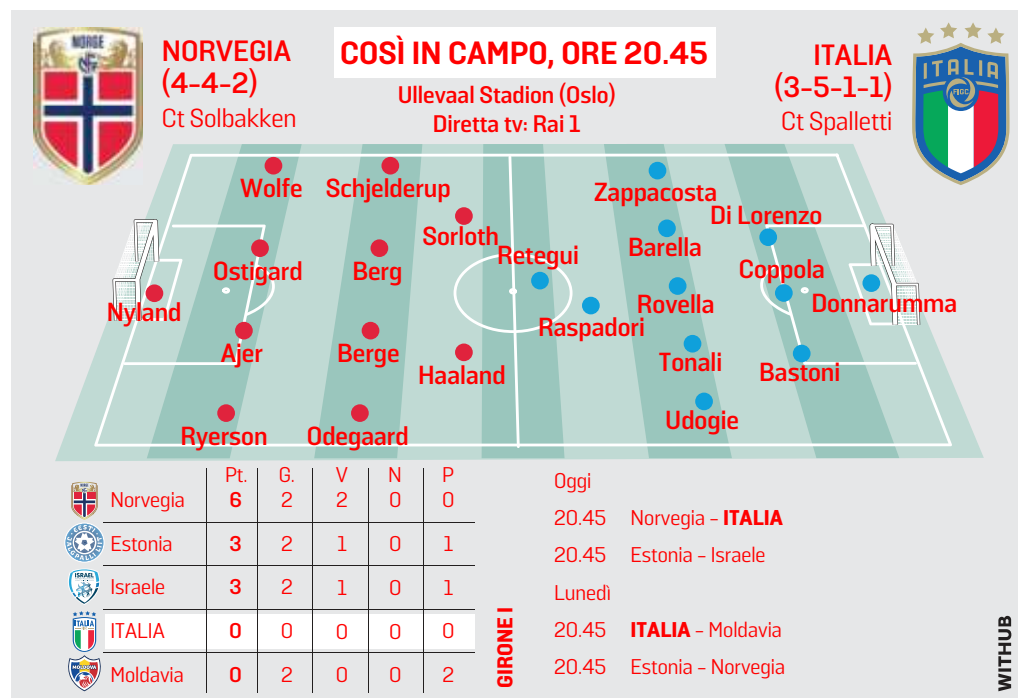 NORVEGIA
(4-4-2)
Ct Solbakken
COSÌ IN CAMPO, ORE 20.45
Ullevaal Stadion (Oslo)
Diretta tv: Rai 1
ITALIA
(3-5-1-1)
Ct Spalletti
NORGE
ITALIA
FIGC
Wolfe
Schjelderup
Zappacosta
Sorloth
Di Lorenzo
Ostigard
Berg
Retegui
Barella
Coppola
Nyland
Rovella
Donnarumma
Raspadori
Ajer
Berge
Haaland
Tonali
Bastoni
Ryerson
Odegaard
Udogie
Pt. G. V N P
Norvegia 6 2 2 0 0
Estonia 3 2 1 0 1
Israele 3 2 1 0 1
ITALIA 0 0 0 0 0
Moldavia 0 2 0 0 2
GIRONE I
Oggi
20.45 Norvegia - ITALIA
20.45 Estonia - Israele
Lunedì
20.45 ITALIA - Moldavia
20.45 Estonia - Norvegia
WITHUB